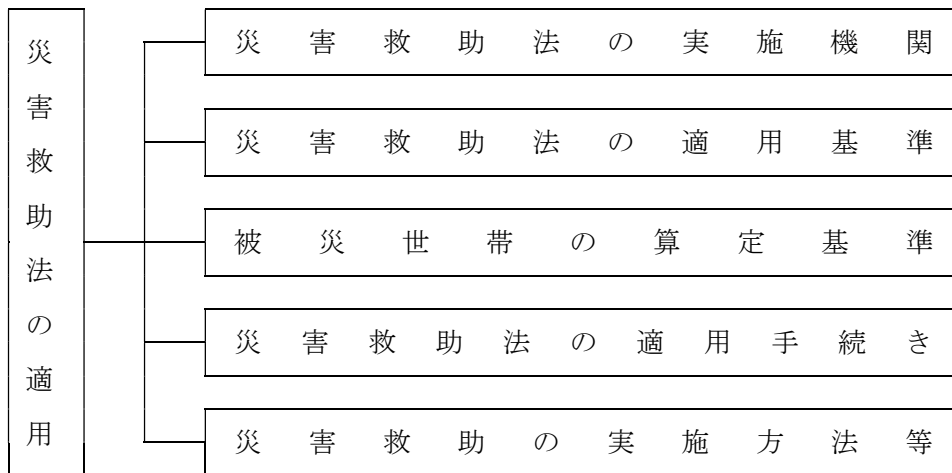 災害救助法の適用
災害救助法の実施機関
災害救助法の適用基準
被災世帯の算定基準
災害救助法の適用手続き
災害救助の実施方法等